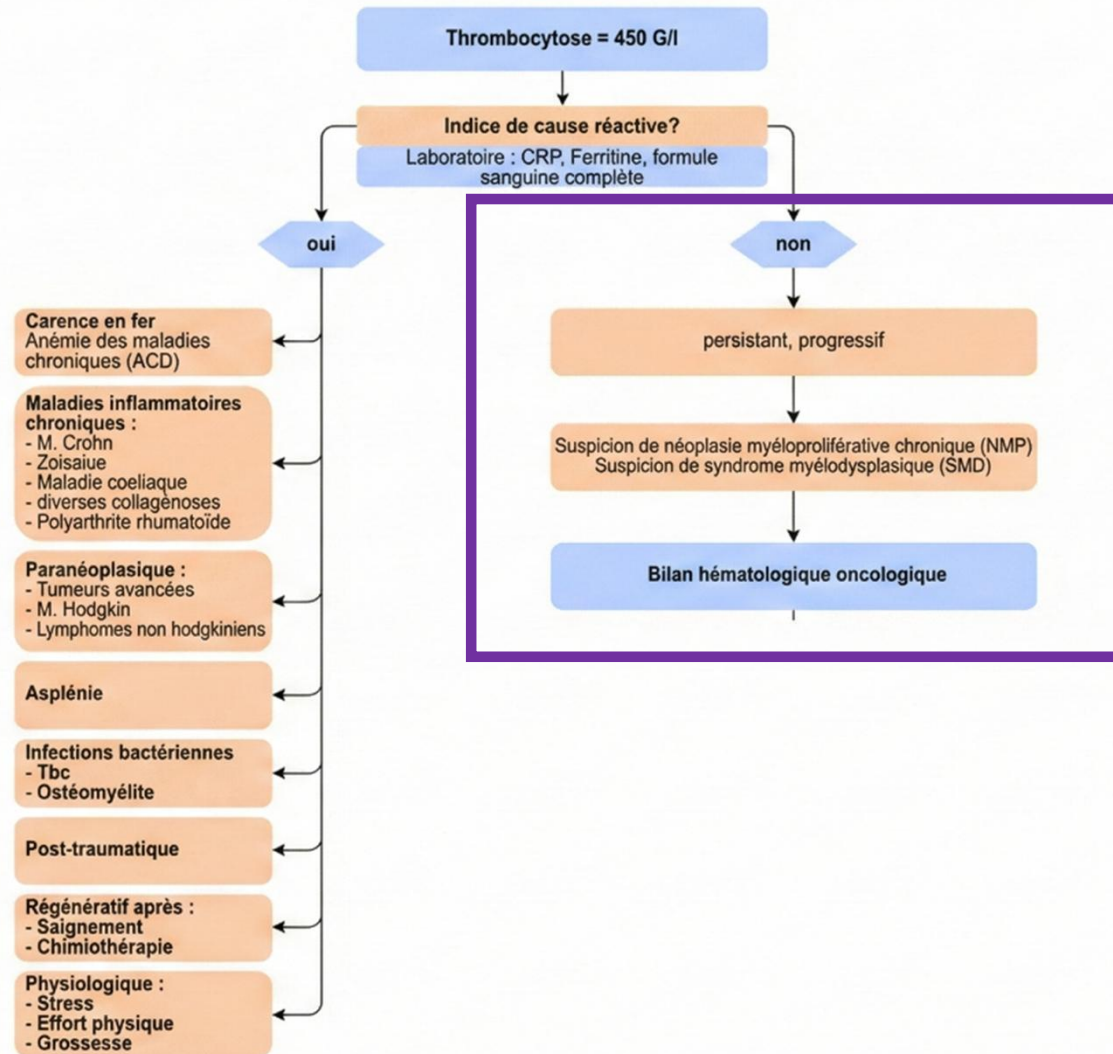 Thrombocytose = 450 G/l
Indice de cause réactive?
Laboratoire : CRP, Ferritine, formule
sanguine complète
oui
non
Carence en fer
Anémie des maladies
chroniques (ACD)
Maladies inflammatoires
chroniques :
- M. Crohn
- Zoisaiue
- Maladie coeliaque
- diverses collagènoses
- Polyarthrite rhumatoïde
Paranéoplasique :
- Tumeurs avancées
- M. Hodgkin
- Lymphomes non hodgkiniens
Asplénie
Infections bactériennes
- Tbc
- Ostéomyélite
Post-traumatique
Régénératif après :
- Saignement
- Chimiothérapie
Physiologique :
- Stress
- Effort physique
- Grossesse
persistant, progressif
Suspicion de néoplasie myéloproliférative chronique (NMP)
Suspicion de syndrome myélodysplasique (SMD)
Bilan hématologique oncologique